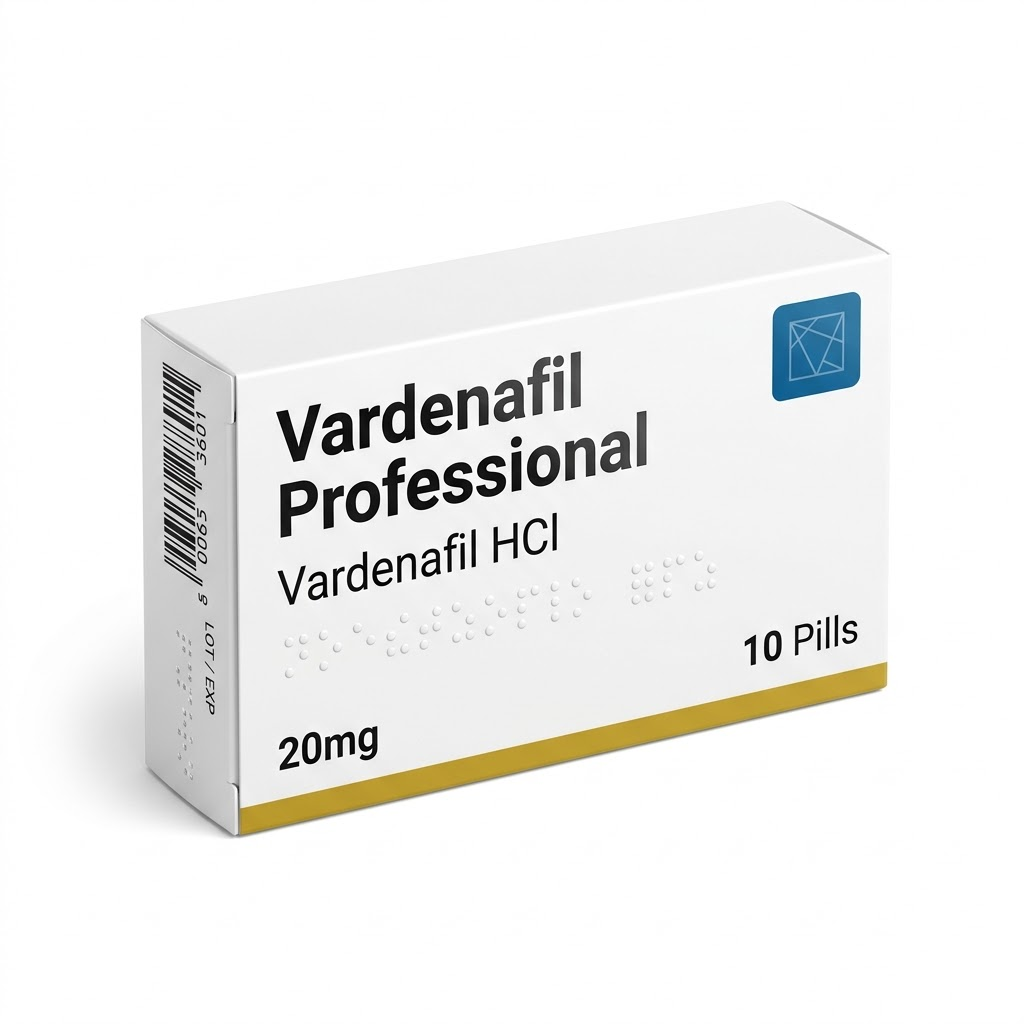 Vardenafil
Professional
Vardenafil HCl
10 Pills
20mg
LOT / EXP